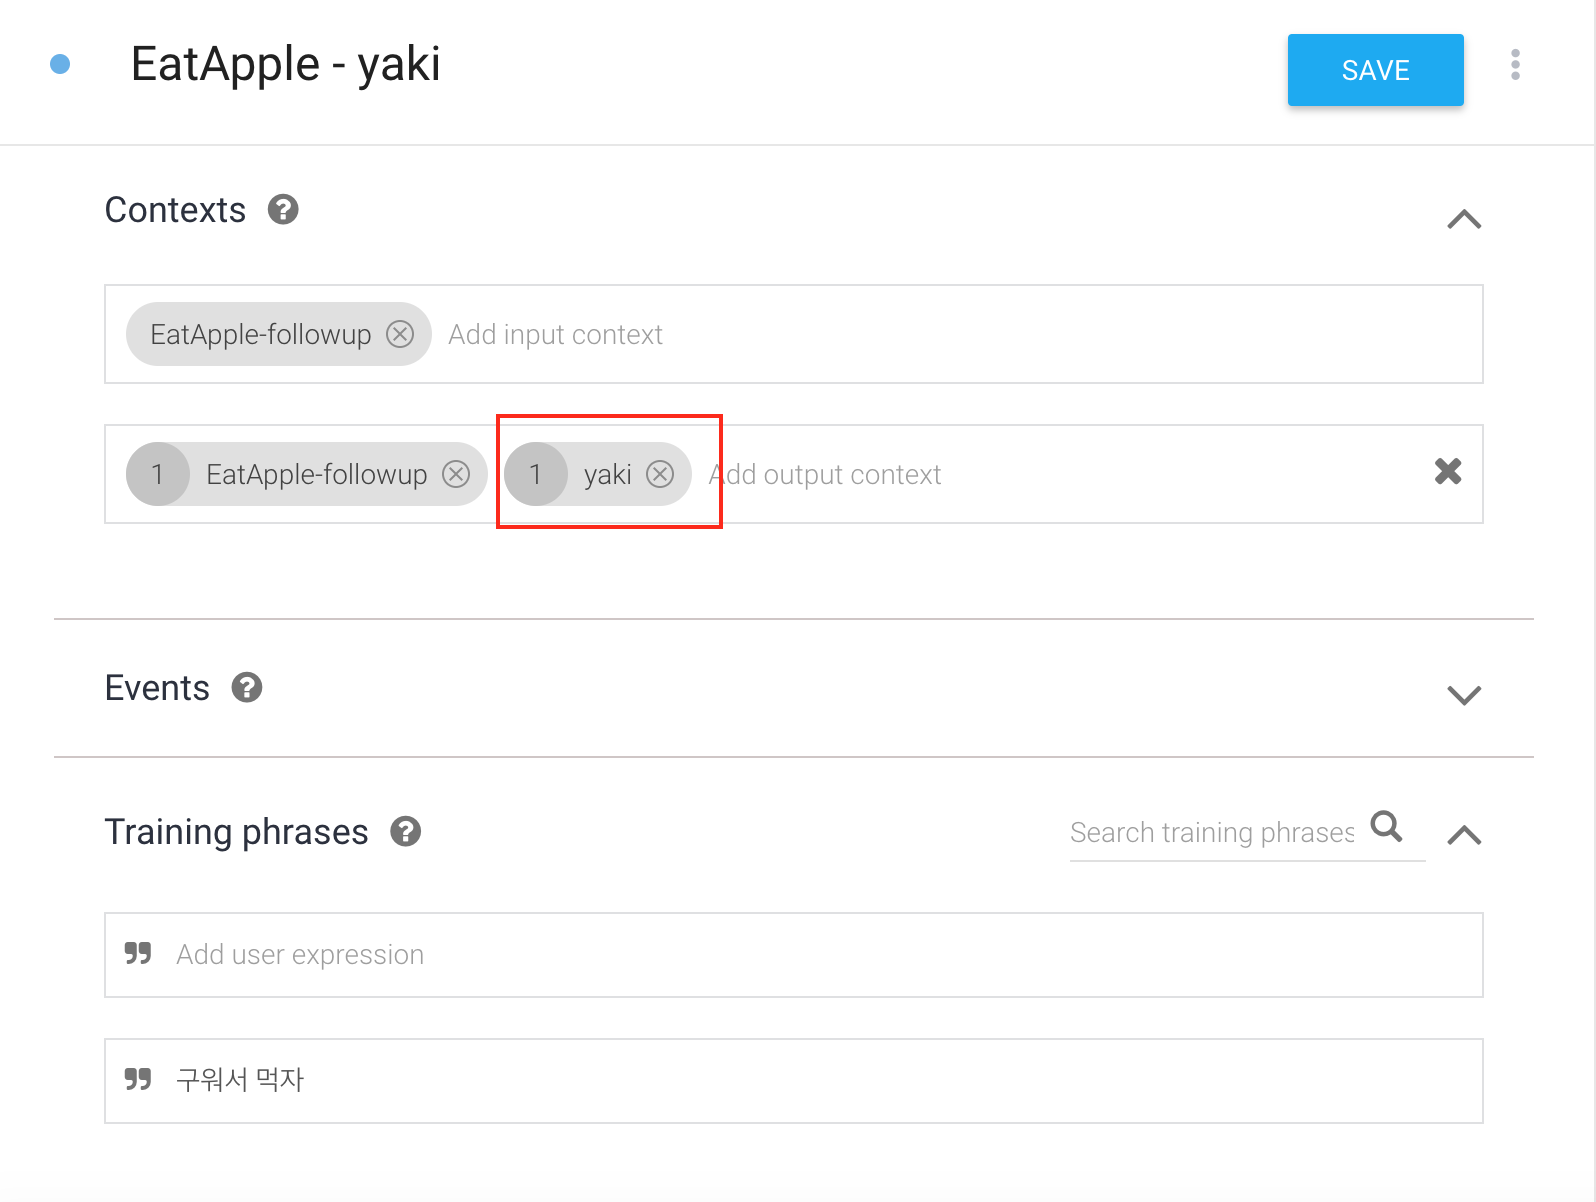 EatApple - yaki
SAVE
Contexts
EatApple-followup Add input context
1 EatApple-followup 1 yaki Add output context
Events
Training phrases
Search training phrases
Add user expression
구워서 먹자